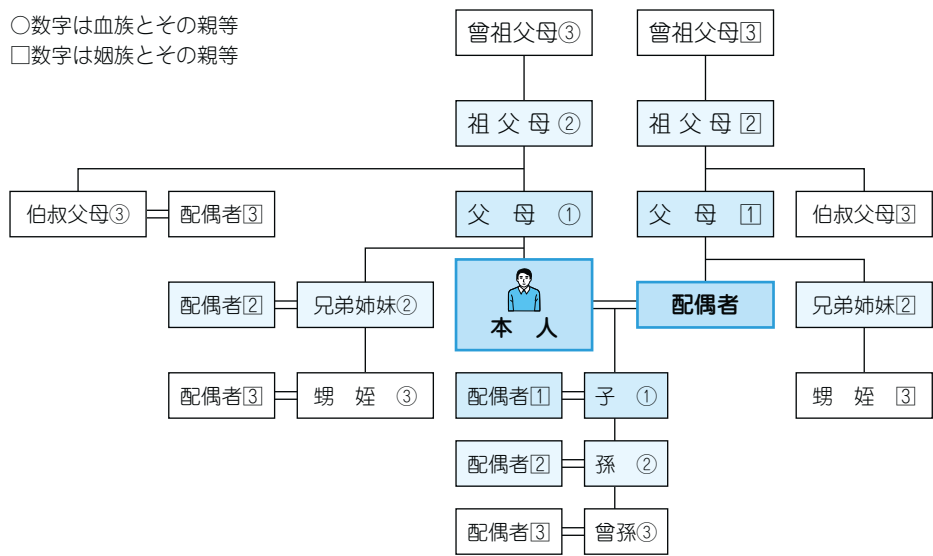 ○数字は血族とその親等
□数字は姻族とその親等
曾祖父母③
曾祖父母3⃣
祖父母②
祖父母2⃣
伯叔父母③
配偶者3⃣
父母①
父母1⃣
伯叔父母3⃣
配偶者2⃣
兄弟姉妹②
本人
配偶者
兄弟姉妹2⃣
配偶者3⃣
甥姪③
配偶者1⃣
子①
甥姪3⃣
配偶者2⃣
孫②
配偶者3⃣
曾孫③